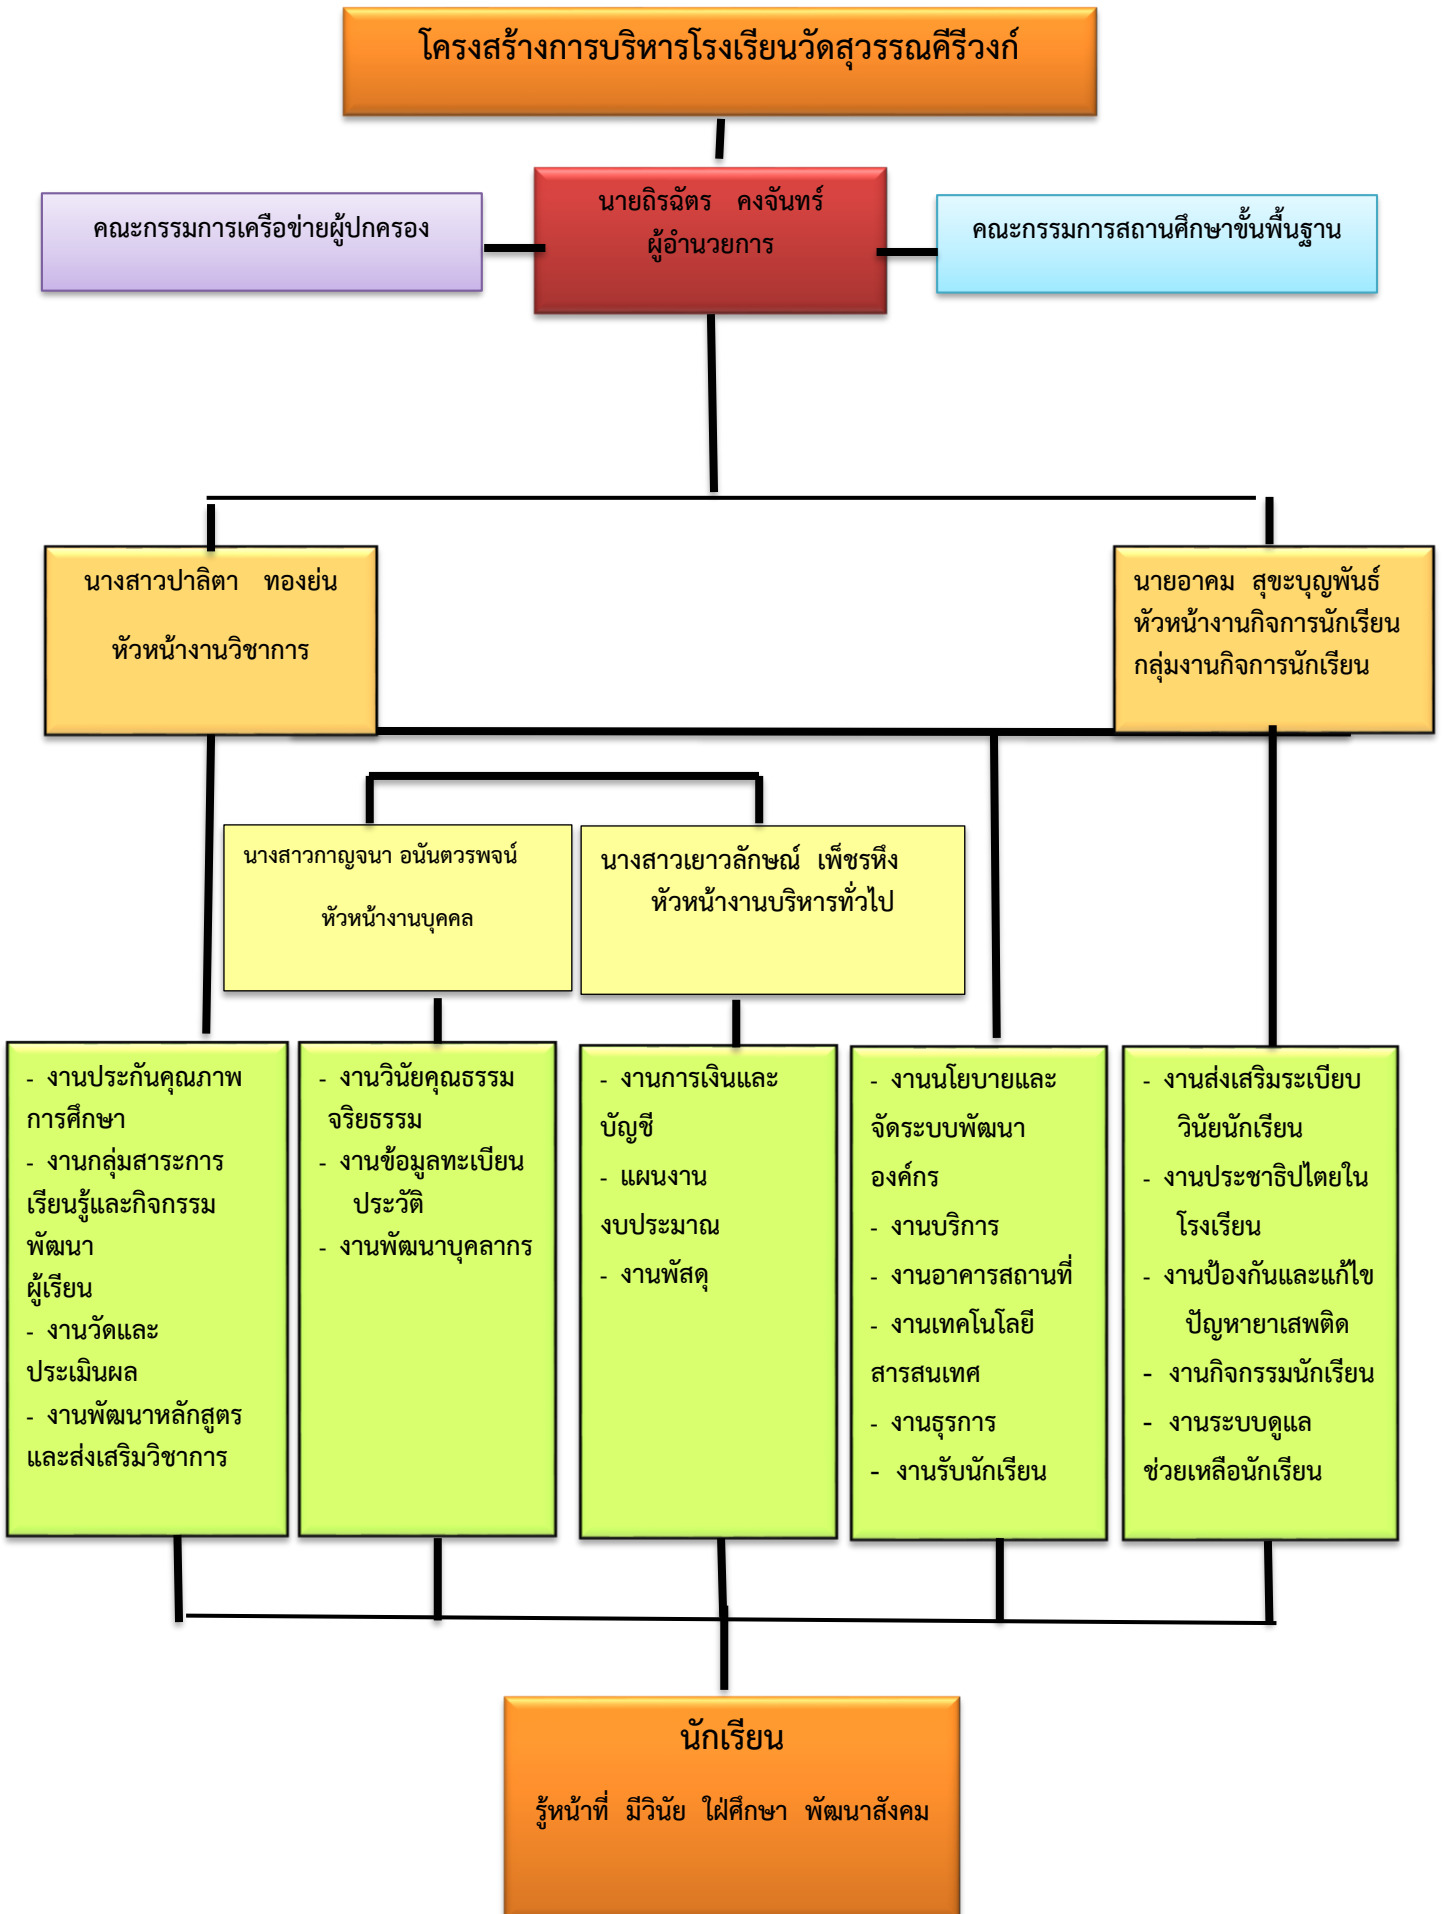 โครงสร้างการบริหารโรงเรียนวัดสุวรรณคีรีวงก์
คณะกรรมการเครือข่ายผู้ปกครอง
นายถิรฉัตร คงจันทร์
ผู้อำนวยการ
คณะกรรมการสถานศึกษาขั้นพื้นฐาน
นางสาวปาลิตา ทองย่น
หัวหน้างานวิชาการ
นายอาคม สุขะบุญพันธ์
หัวหน้างานกิจการนักเรียน
กลุ่มงานกิจการนักเรียน
นางสาวกาญจนา อนันตวรพจน์
หัวหน้างานบุคคล
นางสาวเยาวลักษณ์ เพ็ชรหึง
หัวหน้างานบริหารทั่วไป
- งานประกันคุณภาพ
การศึกษา
- งานกลุ่มสาระการ
เรียนรู้และกิจกรรม
พัฒนา
ผู้เรียน
- งานวัดและ
ประเมินผล
- งานพัฒนาหลักสูตร
และส่งเสริมวิชาการ
- งานวินัยคุณธรรม
จริยธรรม
- งานข้อมูลทะเบียน
ประวัติ
- งานพัฒนาบุคลากร
- งานการเงินและ
บัญชี
- แผนงาน
งบประมาณ
- งานพัสดุ
- งานนโยบายและ
จัดระบบพัฒนา
องค์กร
- งานบริการ
- งานอาคารสถานที่
- งานเทคโนโลยี
สารสนเทศ
- งานธุรการ
- งานรับนักเรียน
- งานส่งเสริมระเบียบ
วินัยนักเรียน
- งานประชาธิปไตยใน
โรงเรียน
- งานป้องกันและแก้ไข
ปัญหายาเสพติด
- งานกิจกรรมนักเรียน
- งานระบบดูแล
ช่วยเหลือนักเรียน
นักเรียน
รู้หน้าที่ มีวินัย ใฝ่ศึกษา พัฒนาสังคม